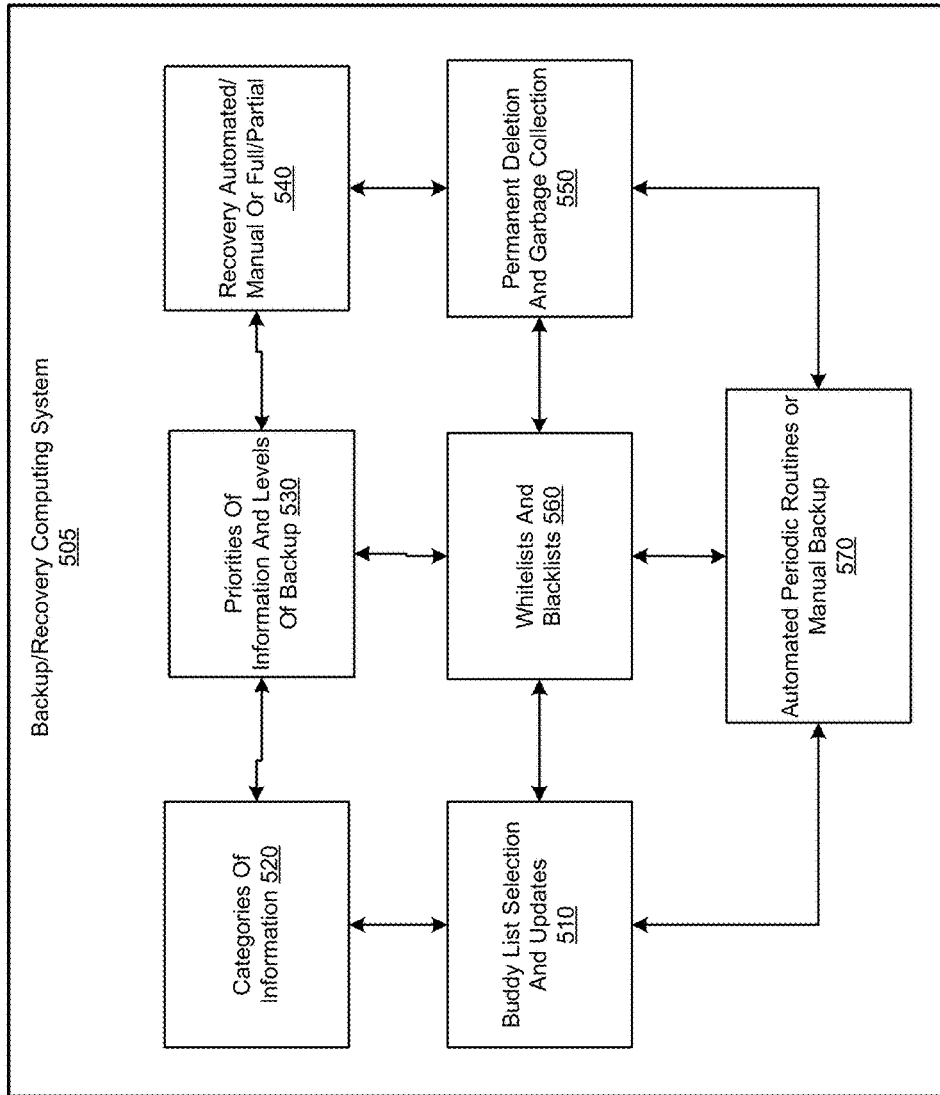 Backup/Recovery Computing System
505
Categories Of
Information 520
Priorities Of
Information And Levels
Of Backup 530
Recovery Automated/
Manual Or Full/Partial
540
Buddy List Selection
And Updates
510
Whitelists And
Blacklists 560
Permanent Deletion
And Garbage Collection
550
Automated Periodic Routines or
Manual Backup
570